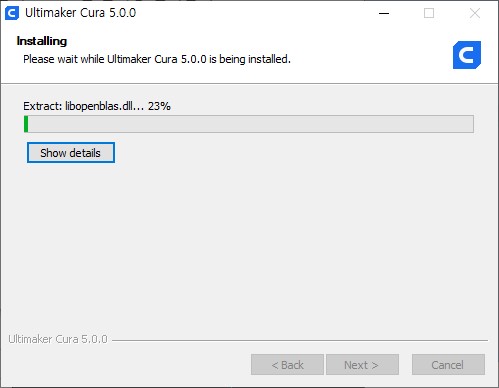 Ultimaker Cura 5.0.0
Installing
Please wait while Ultimaker Cura 5.0.0 is being installed.
Extract: libopenblas.dll... 23%
Show details
Ultimaker Cura 5.0.0
< Back
Next >
Cancel